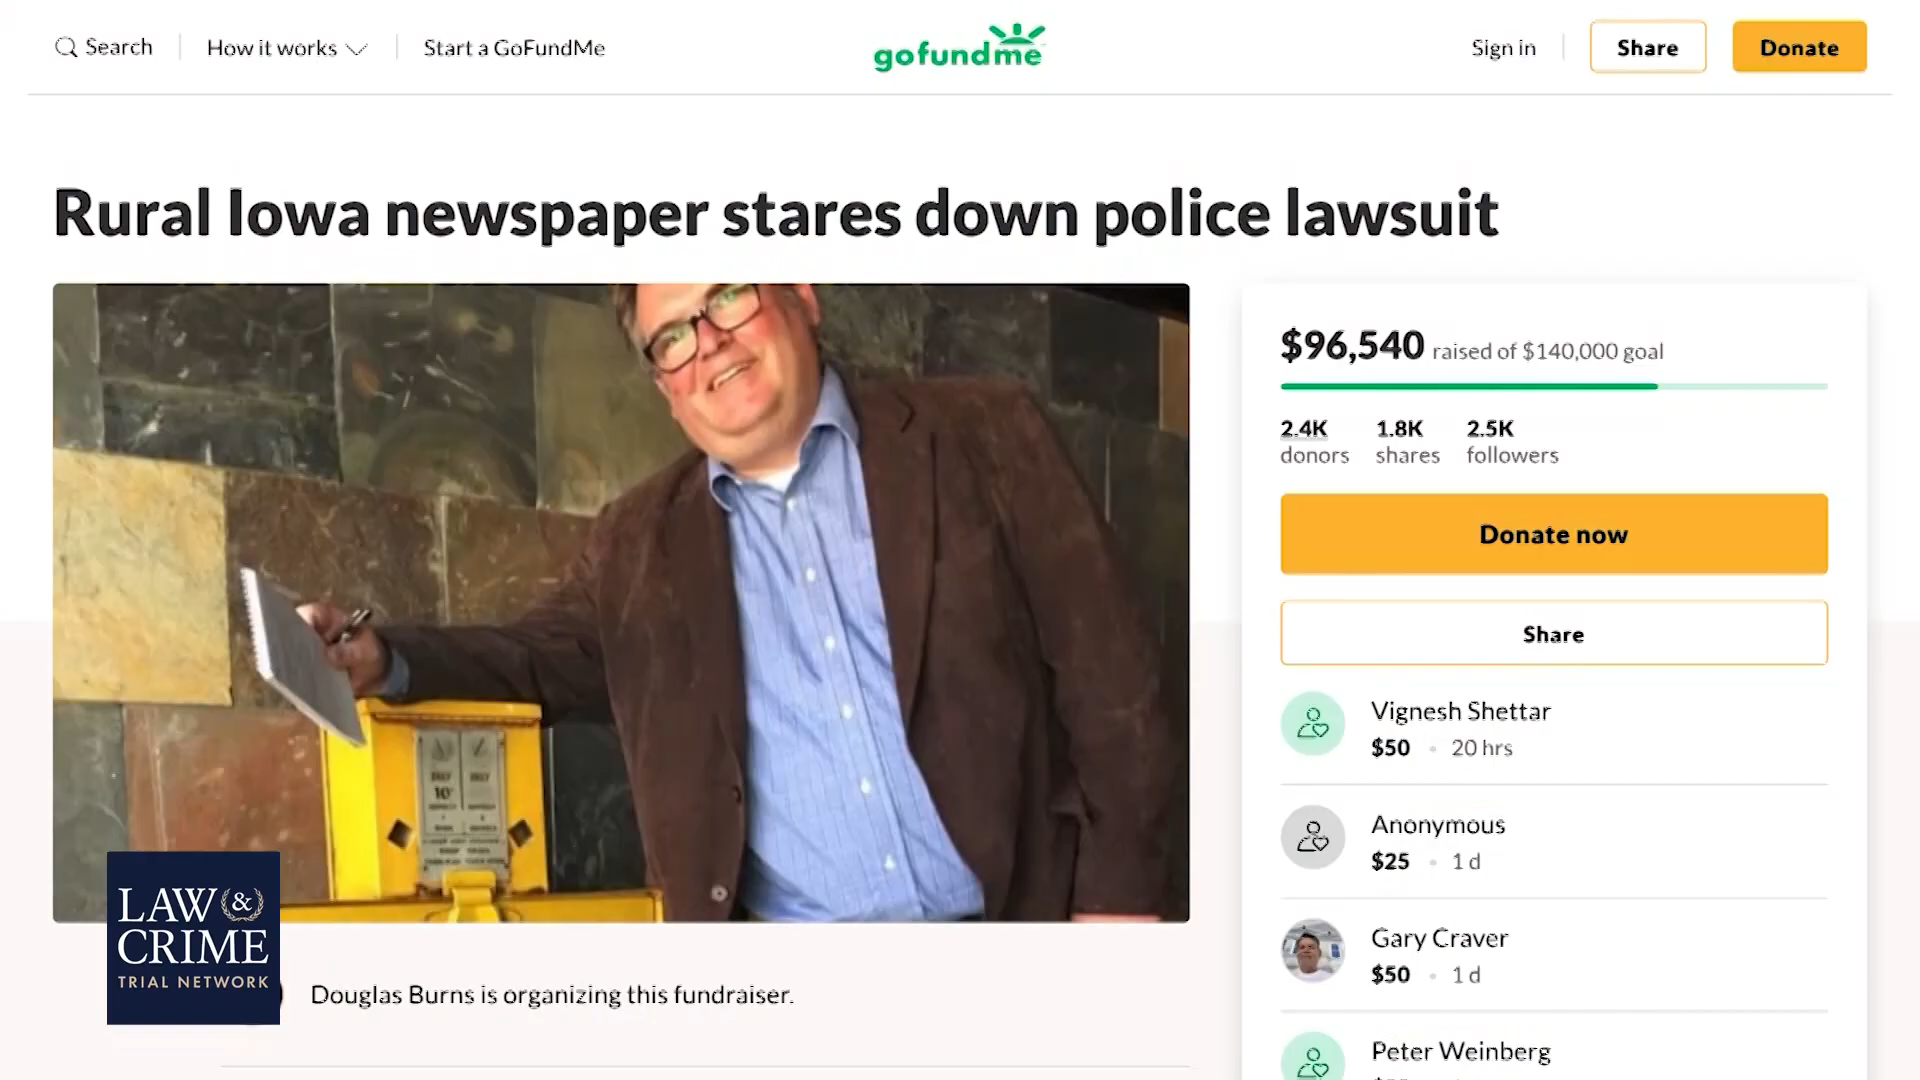 Search
How it works
Start a GoFundMe
gofundme
Sign in
Share
Donate
Rural Iowa newspaper stares down police lawsuit
$96,540 raised of $140,000 goal
2.4K donors
1.8K shares
2.5K followers
Donate now
Share
Vignesh Shettar
$50 • 20 hrs
Anonymous
$25 • 1 d
Gary Craver
$50 • 1 d
Peter Weinberg
10¢
LAW &
CRIME
TRIAL NETWORK
Douglas Burns is organizing this fundraiser.